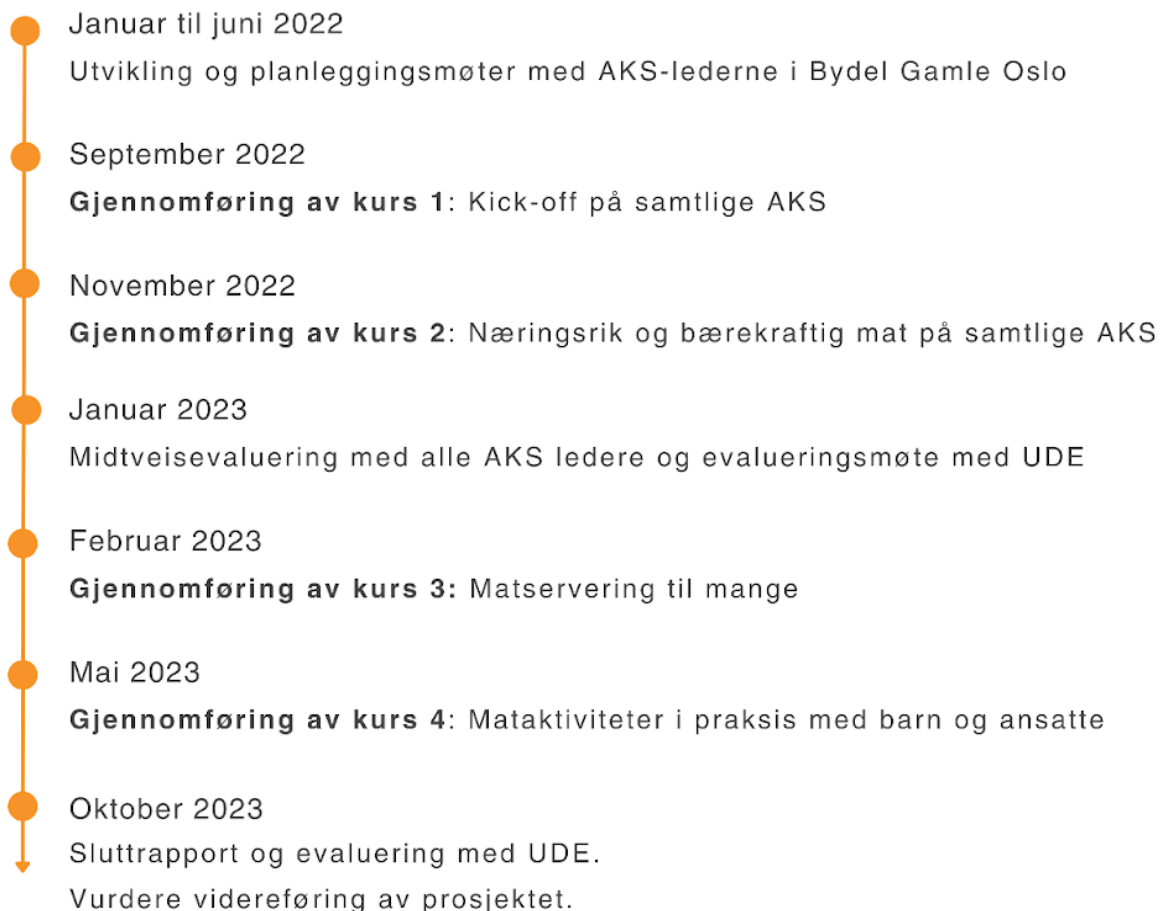 Januar til juni 2022
Utvikling og planleggingsmøter med AKS-lederne i Bydel Gamle Oslo
September 2022
Gjennomføring av kurs 1: Kick-off på samtlige AKS
November 2022
Gjennomføring av kurs 2: Næringsrik og bærekraftig mat på samtlige AKS
Januar 2023
Midtveisevaluering med alle AKS ledere og evalueringsmøte med UDE
Februar 2023
Gjennomføring av kurs 3: Matservering til mange
Mai 2023
Gjennomføring av kurs 4: Mataktiviteter i praksis med barn og ansatte
Oktober 2023
Sluttrapport og evaluering med UDE.
Vurdere videreføring av prosjektet.